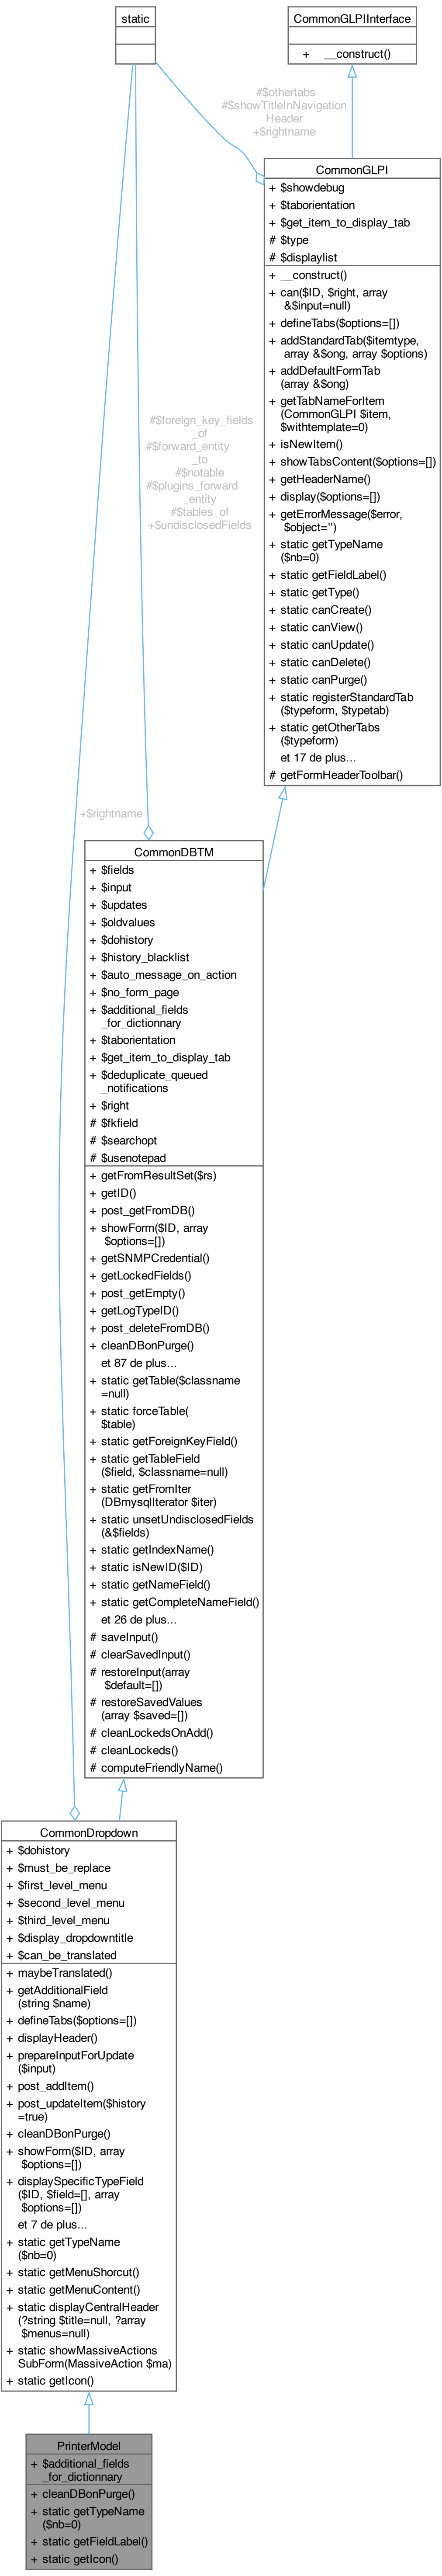 static
CommonGLPIInterface
+ __construct()
#$othertabs
#$showTitleInNavigation
Header
+$rightname
CommonGLPI
+ $showdebug
+ $taborientation
+ $get_item_to_display_tab
# $type
# $displaylist
+ __construct()
+ can($ID, $right, array
&$input=null)
+ defineTabs($options=[])
+ addStandardTab($itemtype,
array &$ong, array $options)
+ addDefaultFormTab
(array &$ong)
+ getTabNameForItem
(CommonGLPI $item,
$withtemplate=0)
+ isNewItem()
+ showTabsContent($options=[])
+ getHeaderName()
+ display($options=[])
+ getErrorMessage($error,
$object='')
+ static getTypeName
($nb=0)
+ static getFieldLabel()
+ static getType()
+ static canCreate()
+ static canView()
+ static canUpdate()
+ static canDelete()
+ static canPurge()
+ static registerStandardTab
($typeform, $typetab)
+ static getOtherTabs
($typeform)
et 17 de plus...
# getFormHeaderToolbar()
#$foreign_key_fields
_of
#$forward_entity
_to
#$notable
#$plugins_forward
_entity
#$tables_of
+$undisclosedFields
+$rightname
CommonDBTM
+ $fields
+ $input
+ $updates
+ $oldvalues
+ $dohistory
+ $history_blacklist
+ $auto_message_on_action
+ $no_form_page
+ $additional_fields
_for_dictionnary
+ $taborientation
+ $get_item_to_display_tab
+ $deduplicate_queued
_notifications
+ $right
# $fkfield
# $searchopt
# $usenotepad
+ getFromResultSet($rs)
+ getID()
+ post_getFromDB()
+ showForm($ID, array
$options=[])
+ getSNMPCredential()
+ getLockedFields()
+ post_getEmpty()
+ getLogTypeID()
+ post_deleteFromDB()
+ cleanDBonPurge()
et 87 de plus...
+ static getTable($classname
=null)
+ static forceTable(
$table)
+ static getForeignKeyField()
+ static getTableField
($field, $classname=null)
+ static getFromIter
(DBmysqlIterator $iter)
+ static unsetUndisclosedFields
(&$fields)
+ static getIndexName()
+ static isNewID($ID)
+ static getNameField()
+ static getCompleteNameField()
et 26 de plus...
# saveInput()
# clearSavedInput()
# restoreInput(array
$default=[])
# restoreSavedValues
(array $saved=[])
# cleanLockedsOnAdd()
# cleanLockeds()
# computeFriendlyName()
CommonDropdown
+ $dohistory
+ $must_be_replace
+ $first_level_menu
+ $second_level_menu
+ $third_level_menu
+ $display_dropdowntitle
+ $can_be_translated
+ maybeTranslated()
+ getAdditionalField
(string $name)
+ defineTabs($options=[])
+ displayHeader()
+ prepareInputForUpdate
($input)
+ post_addItem()
+ post_updateItem($history
=true)
+ cleanDBonPurge()
+ showForm($ID, array
$options=[])
+ displaySpecificTypeField
($ID, $field=[], array
$options=[])
et 7 de plus...
+ static getTypeName
($nb=0)
+ static getMenuShorcut()
+ static getMenuContent()
+ static displayCentralHeader
(?string $title=null, ?array
$menus=null)
+ static showMassiveActions
SubForm(MassiveAction $ma)
+ static getIcon()
PrinterModel
+ $additional_fields
_for_dictionnary
+ cleanDBonPurge()
+ static getTypeName
($nb=0)
+ static getFieldLabel()
+ static getIcon()